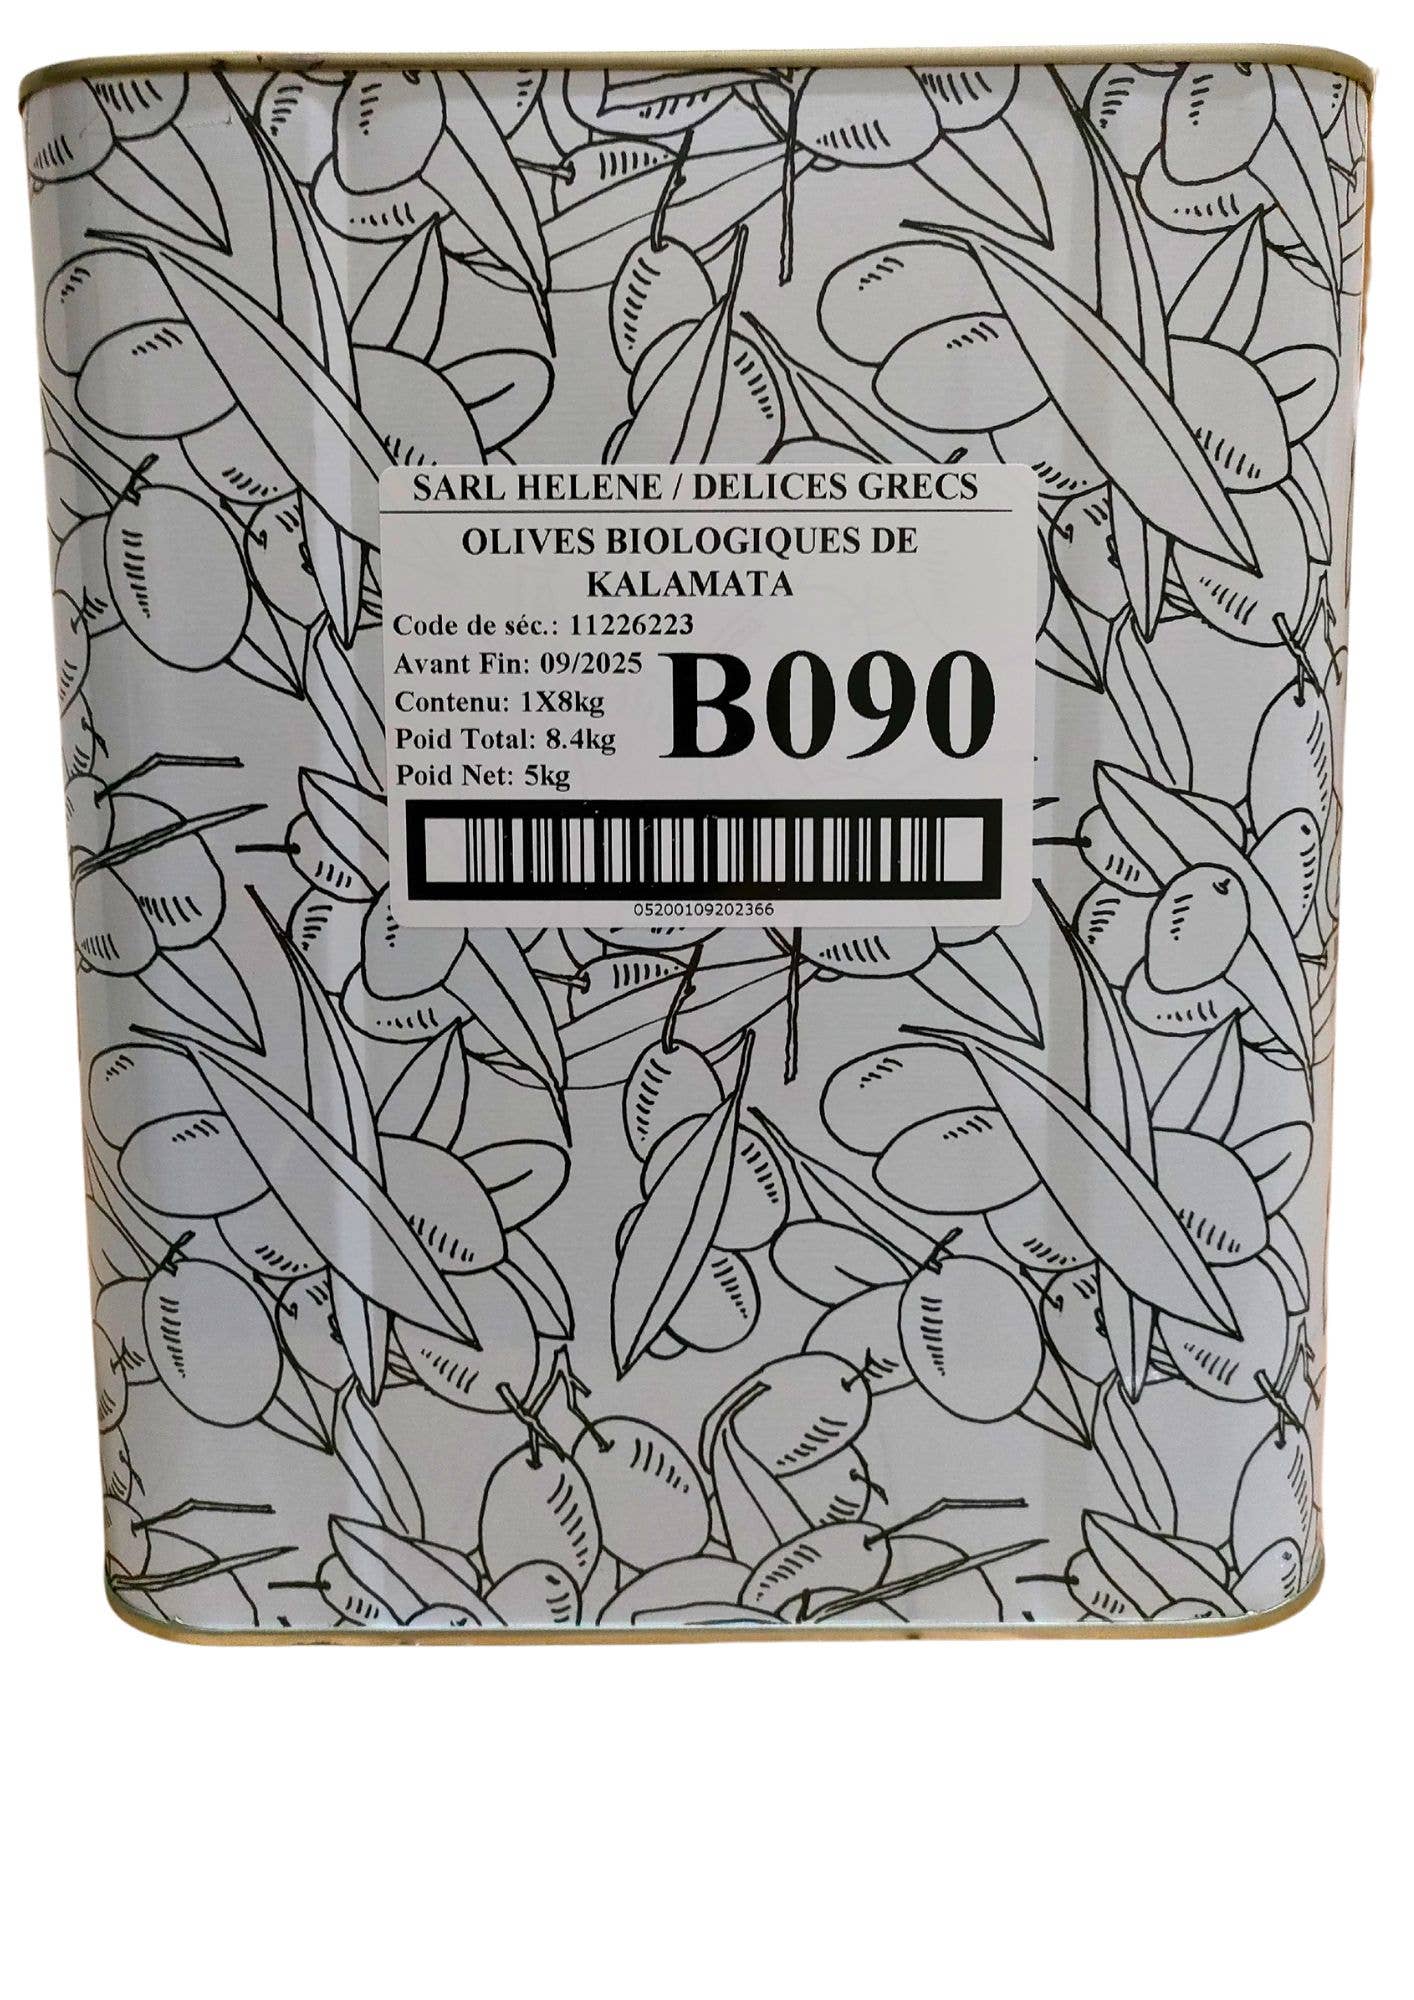 SARL HELENE / DELICES GRECS
OLIVES BIOLOGIQUES DE
KALAMATA
Code de séc.: 11226223
Avant Fin: 09/2025
Contenu: 1X8kg
Poid Total: 8.4kg
Poid Net: 5kg
B090
05200109202366